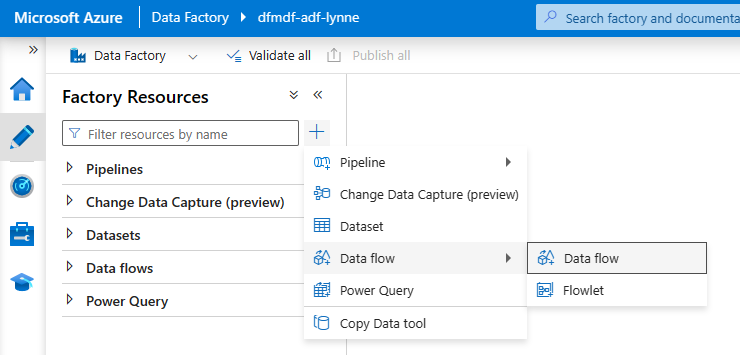 Microsoft Azure Data Factory > dfmdf-adf-lynne Search factory and documenta
» Data Factory Validate all Publish all
Factory Resources
Filter resources by name
Pipelines
Change Data Capture (preview)
Datasets
Data flows
Power Query
Pipeline
Change Data Capture (preview)
Dataset
Data flow
Power Query
Copy Data tool
Data flow
Flowlet